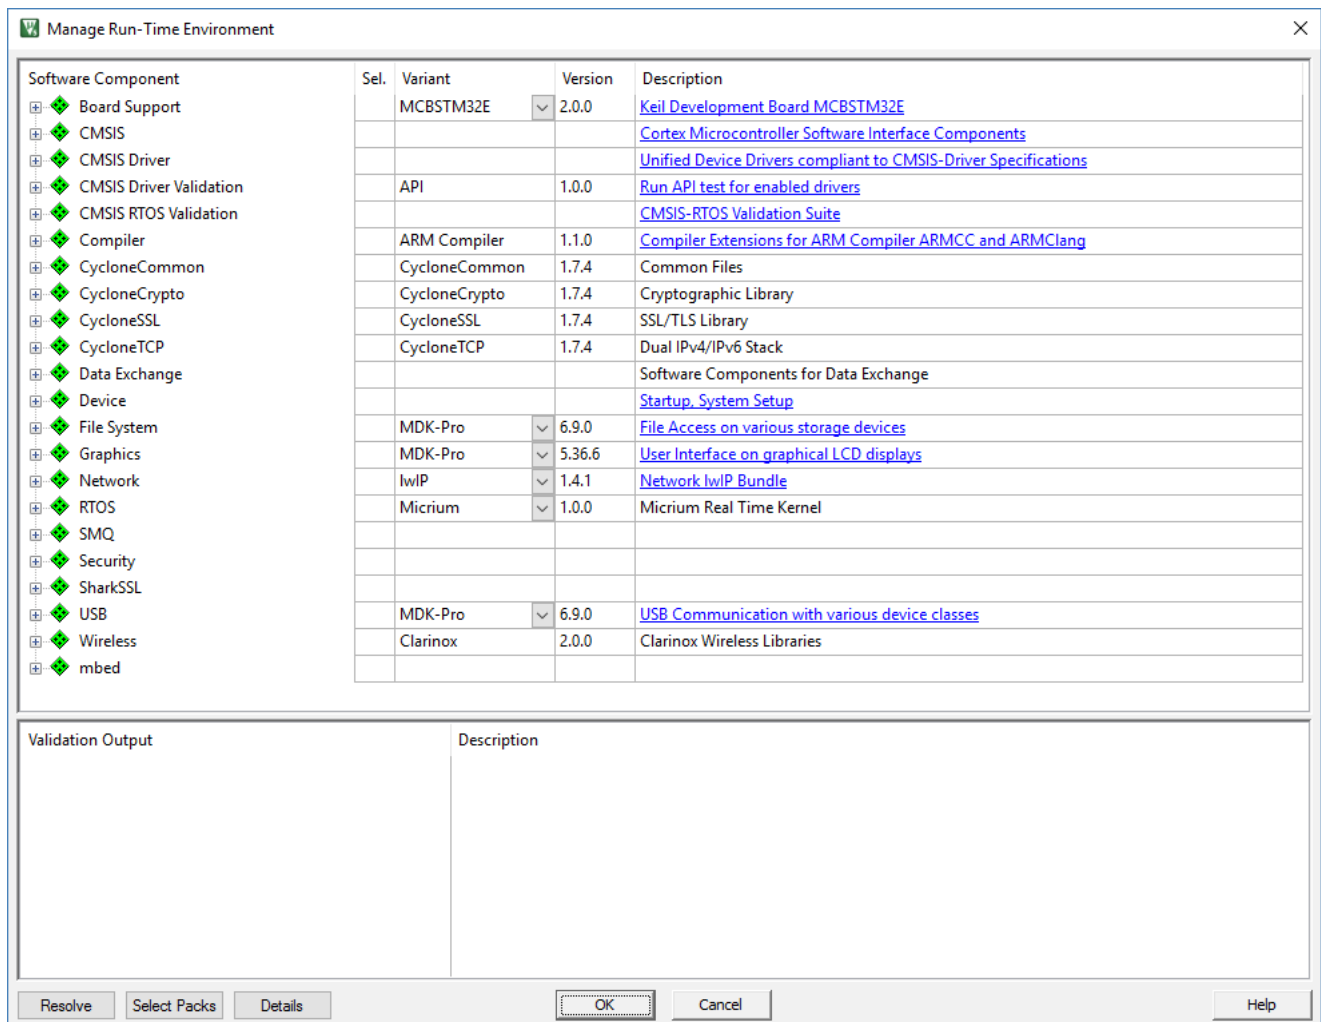 Manage Run-Time Environment
Software Component Sel. Variant Version Description
Board Support MCBSTM32E 2.0.0 Keil Development Board MCBSTM32E
CMSIS Cortex Microcontroller Software Interface Components
CMSIS Driver Unified Device Drivers compliant to CMSIS-Driver Specifications
CMSIS Driver Validation API 1.0.0 Run API test for enabled drivers
CMSIS RTOS Validation CMSIS-RTOS Validation Suite
Compiler ARM Compiler 1.1.0 Compiler Extensions for ARM Compiler ARMCC and ARMClang
CycloneCommon CycloneCommon 1.7.4 Common Files
CycloneCrypto CycloneCrypto 1.7.4 Cryptographic Library
CycloneSSL CycloneSSL 1.7.4 SSL/TLS Library
CycloneTCP CycloneTCP 1.7.4 Dual IPv4/IPv6 Stack
Data Exchange Software Components for Data Exchange
Device Startup, System Setup
File System MDK-Pro 6.9.0 File Access on various storage devices
Graphics MDK-Pro 5.36.6 User Interface on graphical LCD displays
Network lwIP 1.4.1 Network lwIP Bundle
RTOS Micrium 1.0.0 Micrium Real Time Kernel
SMQ
Security
SharkSSL
USB MDK-Pro 6.9.0 USB Communication with various device classes
Wireless Clarinox 2.0.0 Clarinox Wireless Libraries
mbed
Validation Output Description
Resolve Select Packs Details OK Cancel Help